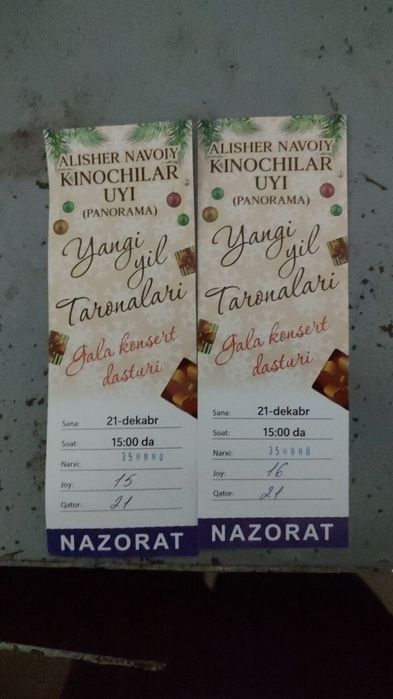 ALISHER NAVOIY
KINOCHILAR
UYI
(PANORAMA)
Yangi
yil
Taronalari
Gala konsert
dasturi
Sana: 21-dekabr
Soat: 15:00 da
Narxi:
Joy: 15
Qator: 21
NAZORAT
ALISHER NAVOIY
KINOCHILAR
UYI
(PANORAMA)
Yangi
yil
Taronalari
Gala konsert
dasturi
Sana: 21-dekabr
Soat: 15:00 da
Narxi:
Joy: 16
Qator: 21
NAZORAT